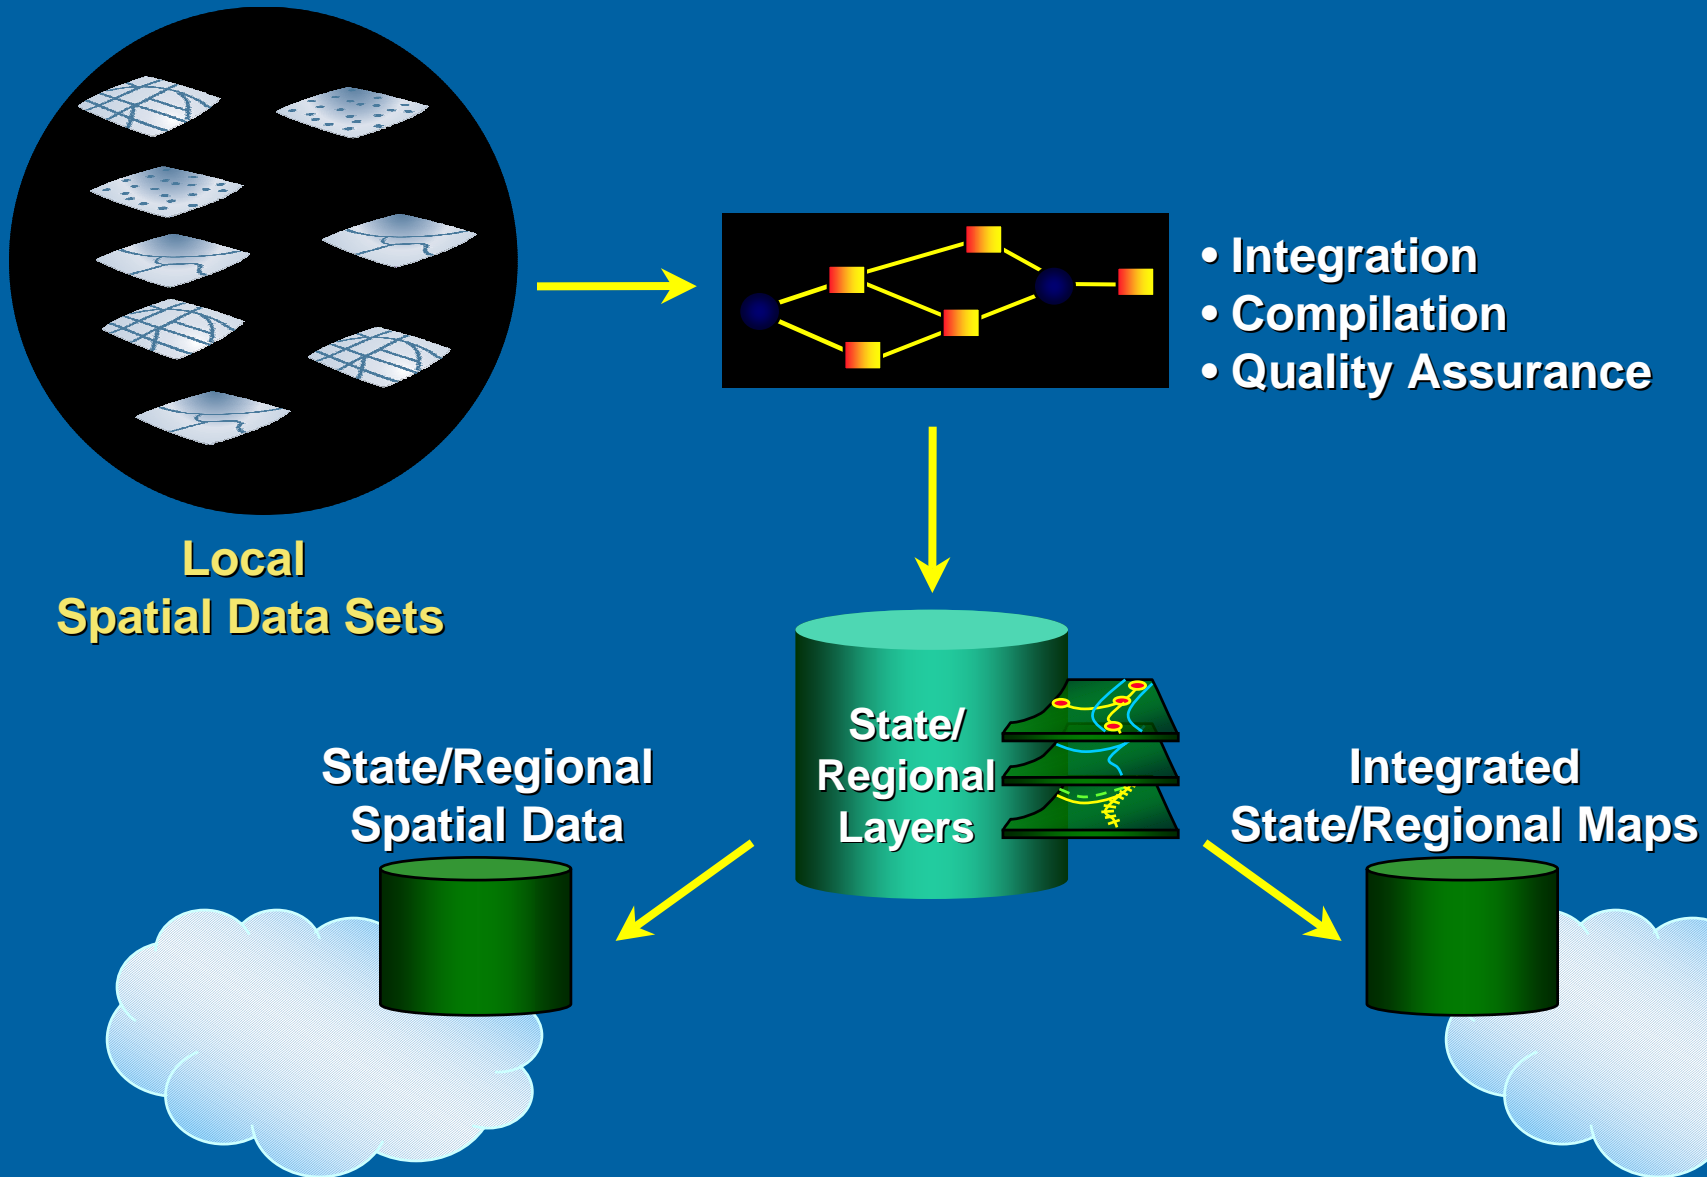 • Integration
• Compilation
• Quality Assurance
Local
Spatial Data Sets
State/
Regional
Layers
State/Regional
Spatial Data
Integrated
State/Regional Maps